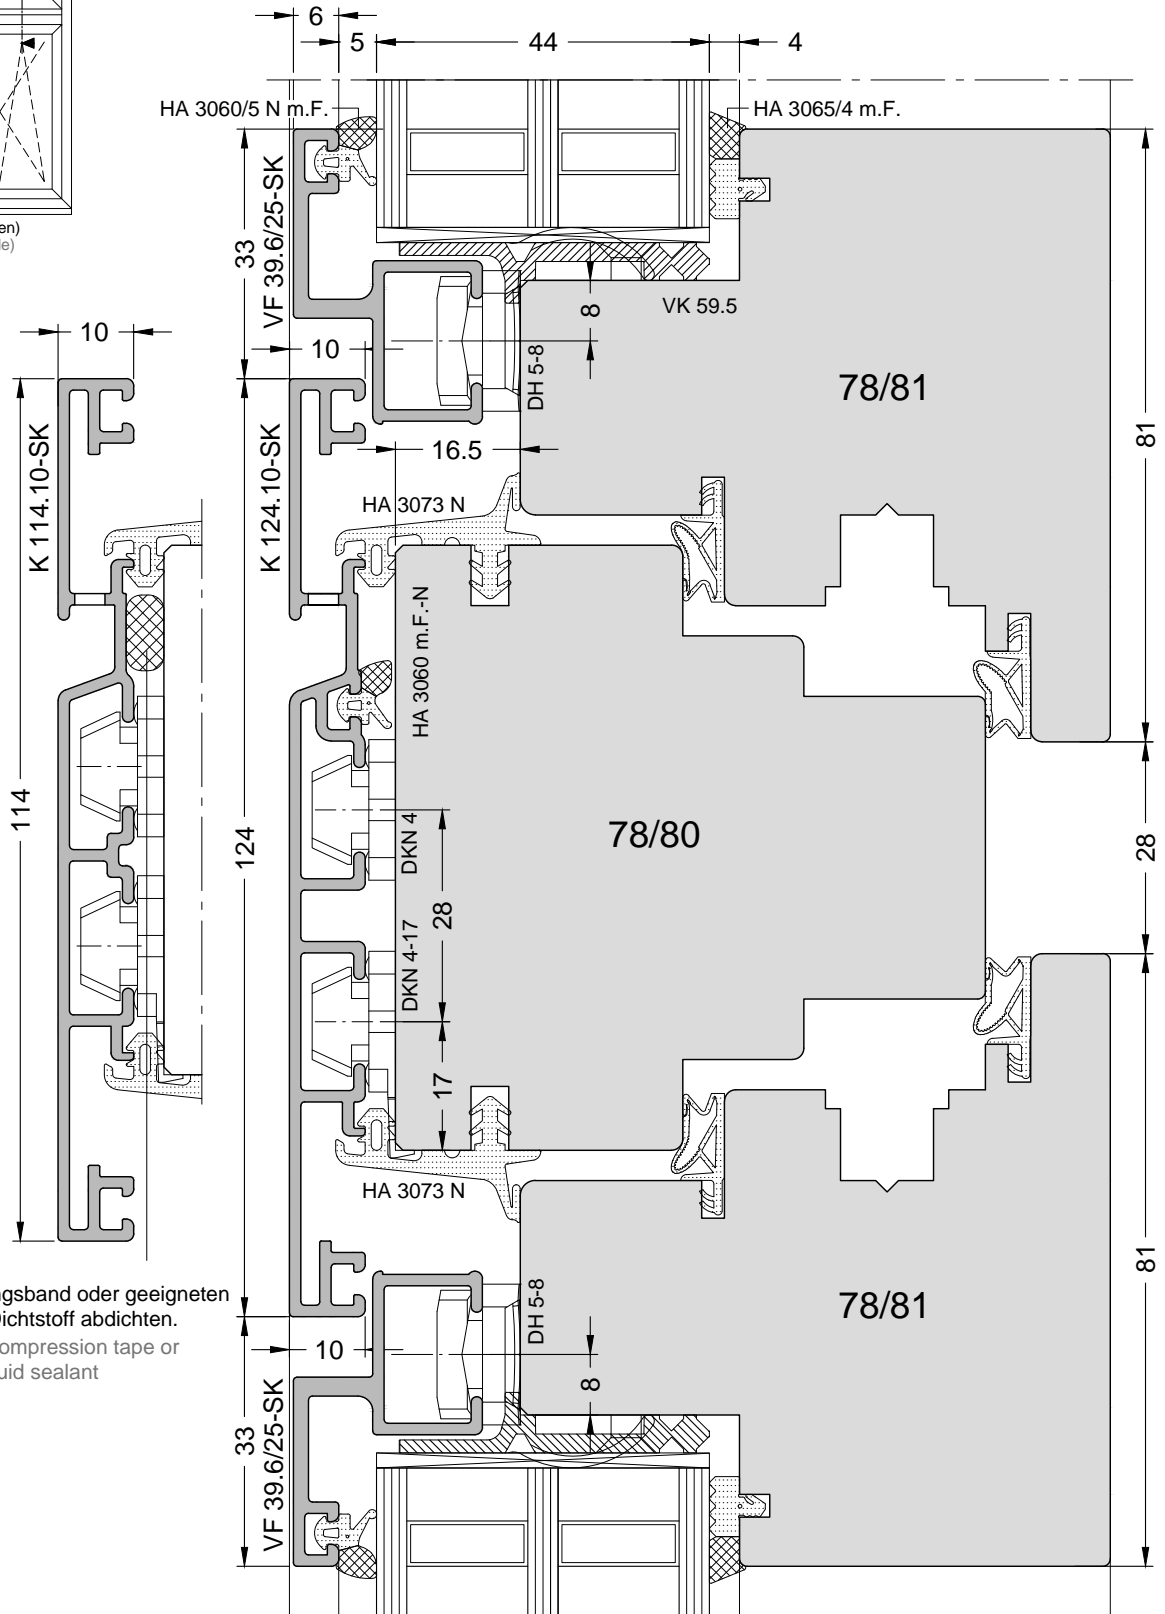 6
5
44
4
HA 3060/5 N m.F.
HA 3065/4 m.F.
en)
le)
33
VF 39.6/25-SK
8
VK 59.5
10
10
DH 5-8
78/81
81
K 114.10-SK
K 124.10-SK
16.5
HA 3073 N
HA 3060 m.F.-N
114
124
DKN 4
78/80
28
28
DKN 4-17
17
HA 3073 N
ngsband oder geeigneten
Dichtstoff abdichten.
compression tape or
uid sealant
10
DH 5-8
8
78/81
81
33
VF 39.6/25-SK